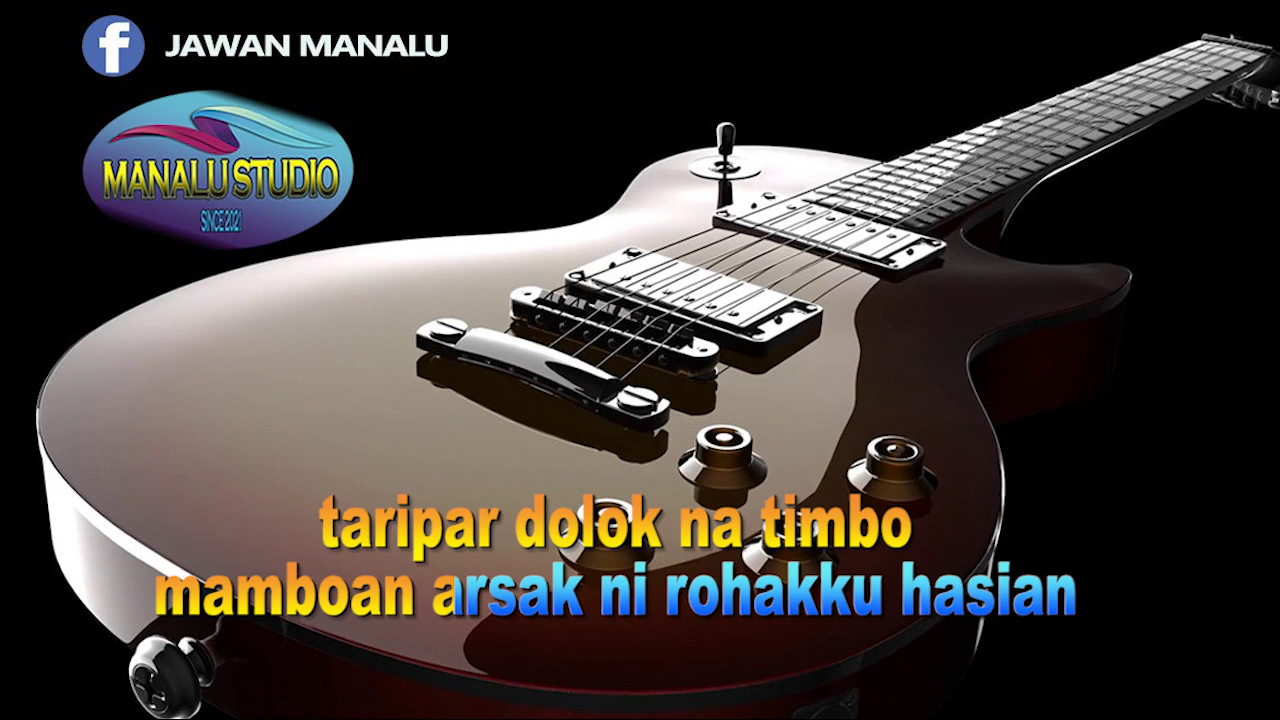 f JAWAN MANALU
MANALU STUDIO
SINCE 2021
taripar dolok na timbo
mamboan arsak ni rohakku hasian